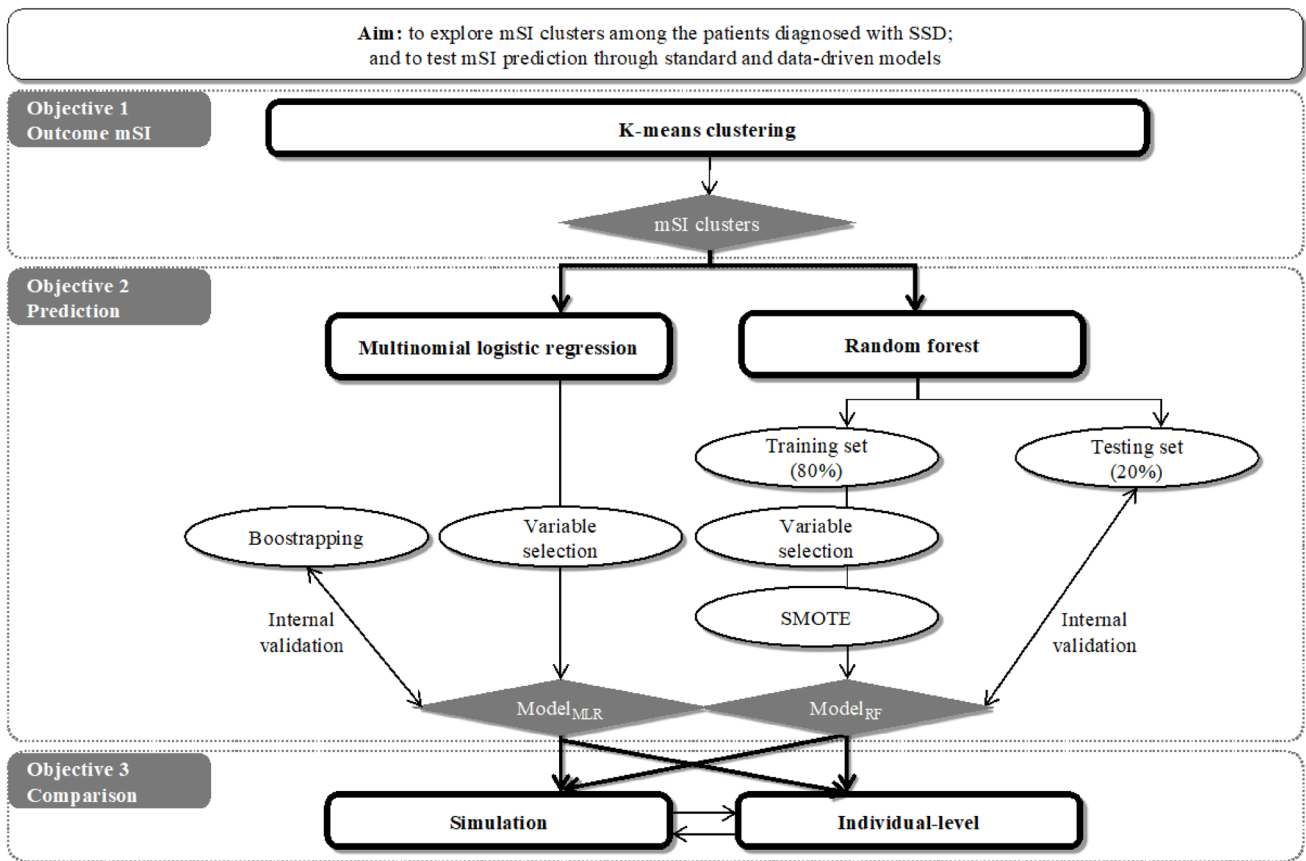 Aim: to explore mSI clusters among the patients diagnosed with SSD;
and to test mSI prediction through standard and data-driven models
Objective 1
Outcome mSI
K-means clustering
mSI clusters
Objective 2
Prediction
Multinomial logistic regression
Random forest
Training set
(80%)
Testing set
(20%)
Boostrapping
Variable
selection
Variable
selection
SMOTE
Internal
validation
Internal
validation
ModelMLR
ModelRF
Objective 3
Comparison
Simulation
Individual-level